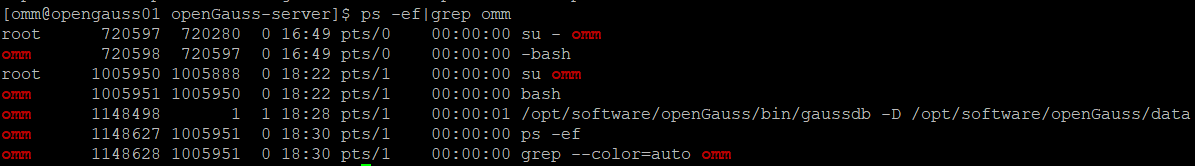 [omm@opengauss01 openGauss-server]$ ps -ef|grep omm
root      720597  720280  0 16:49 pts/0    00:00:00 su - omm
omm       720598  720597  0 16:49 pts/0    00:00:00 -bash
root     1005950 1005888  0 18:22 pts/1    00:00:00 su omm
omm      1005951 1005950  0 18:22 pts/1    00:00:00 bash
omm      1148498       1  1 18:28 pts/1    00:00:01 /opt/software/openGauss/bin/gaussdb -D /opt/software/openGauss/data
omm      1148627 1005951  0 18:30 pts/1    00:00:00 ps -ef
omm      1148628 1005951  0 18:30 pts/1    00:00:00 grep --color=auto omm